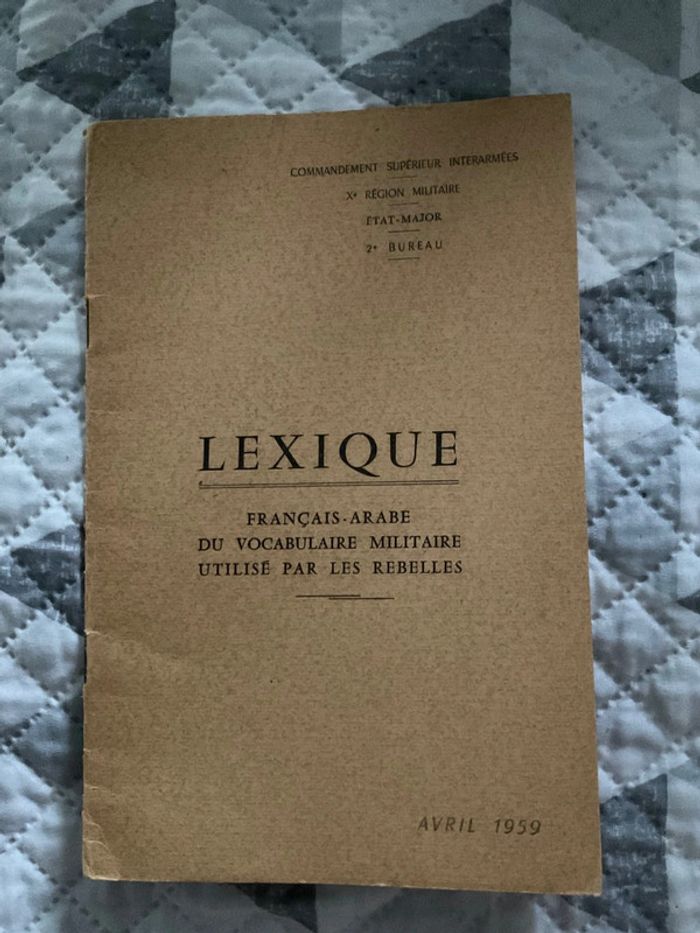 COMMANDEMENT SUPÉRIEUR INTERARMÉES
Xe RÉGION MILITAIRE
ÉTAT-MAJOR
2e BUREAU
LEXIQUE
FRANÇAIS-ARABE
DU VOCABULAIRE MILITAIRE
UTILISÉ PAR LES REBELLES
AVRIL 1959